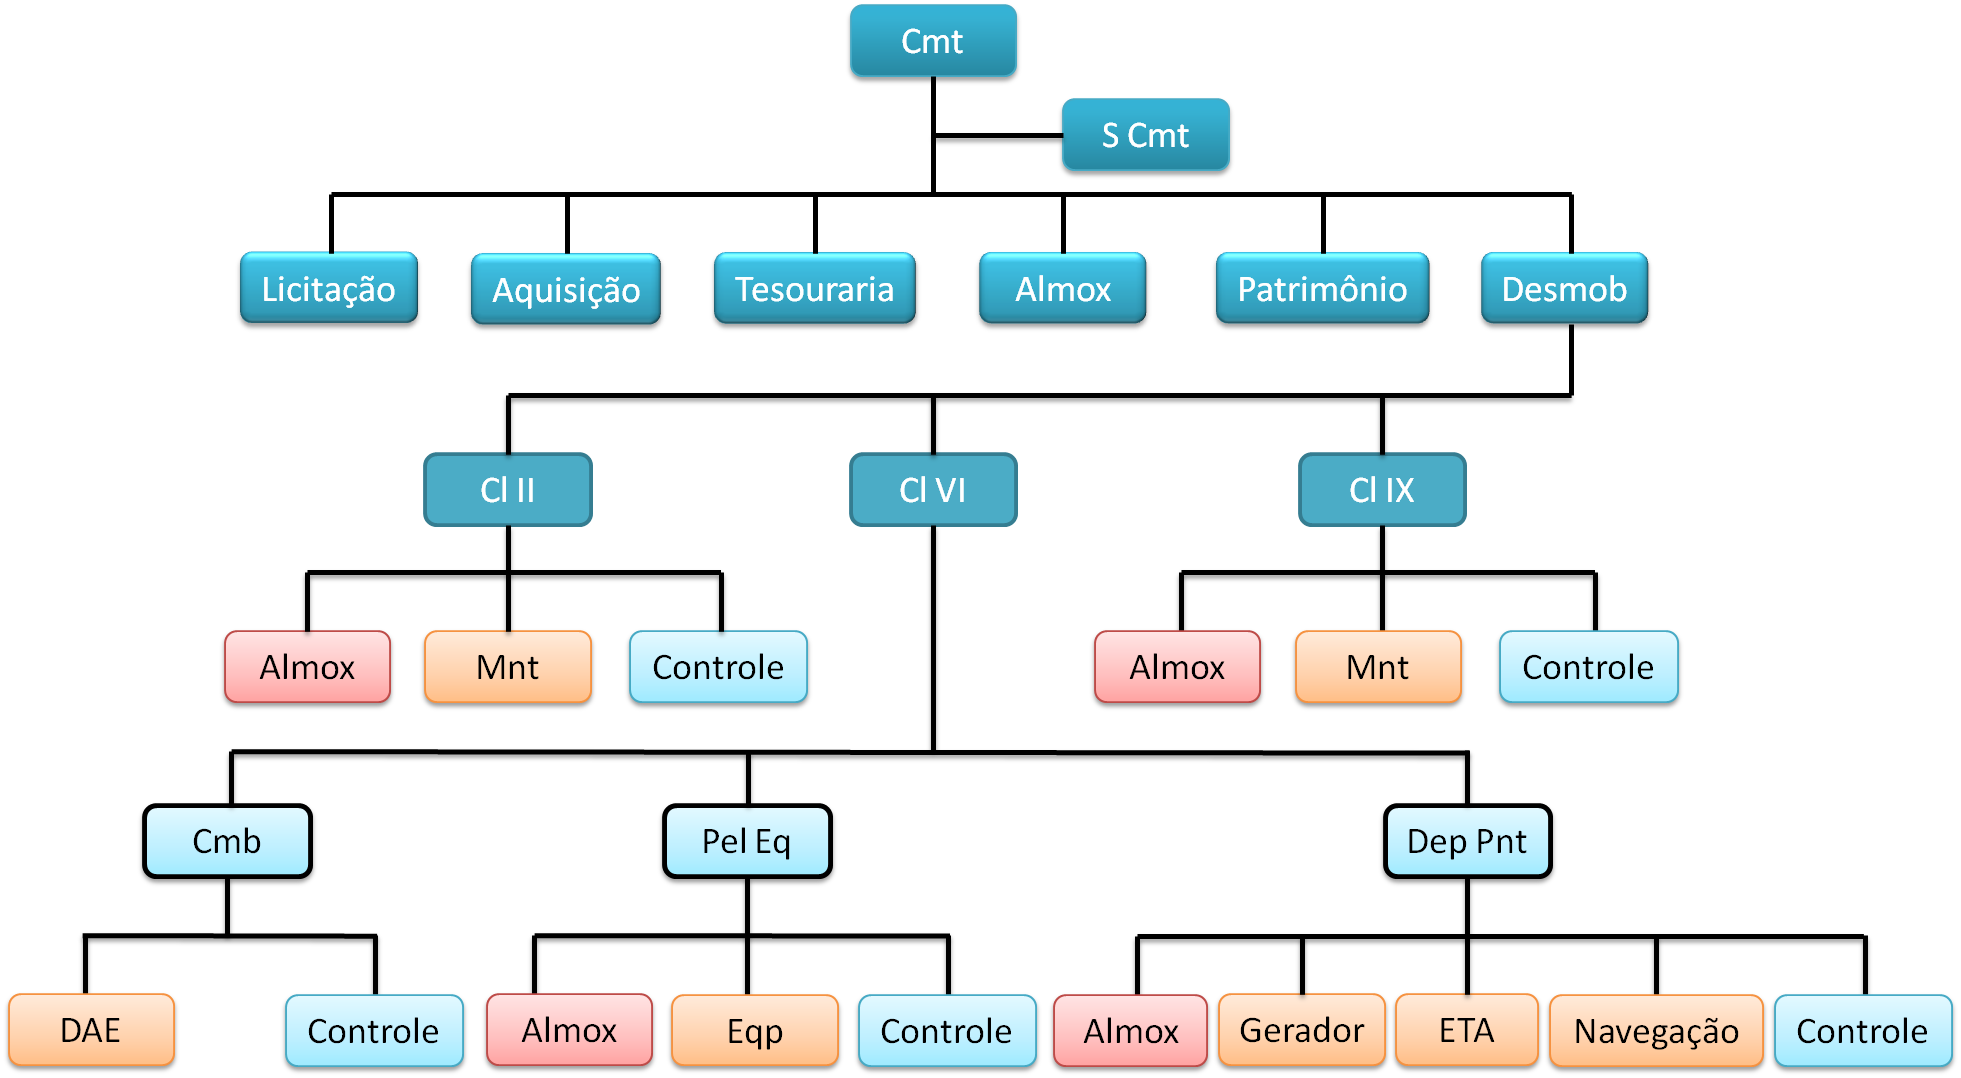 Cmt
S Cmt
Licitação
Aquisição
Tesouraria
Almox
Patrimônio
Desmob
Cl II
Cl VI
Cl IX
Almox
Mnt
Controle
Almox
Mnt
Controle
Cmb
Pel Eq
Dep Pnt
DAE
Controle
Almox
Eqp
Controle
Almox
Gerador
ETA
Navegação
Controle